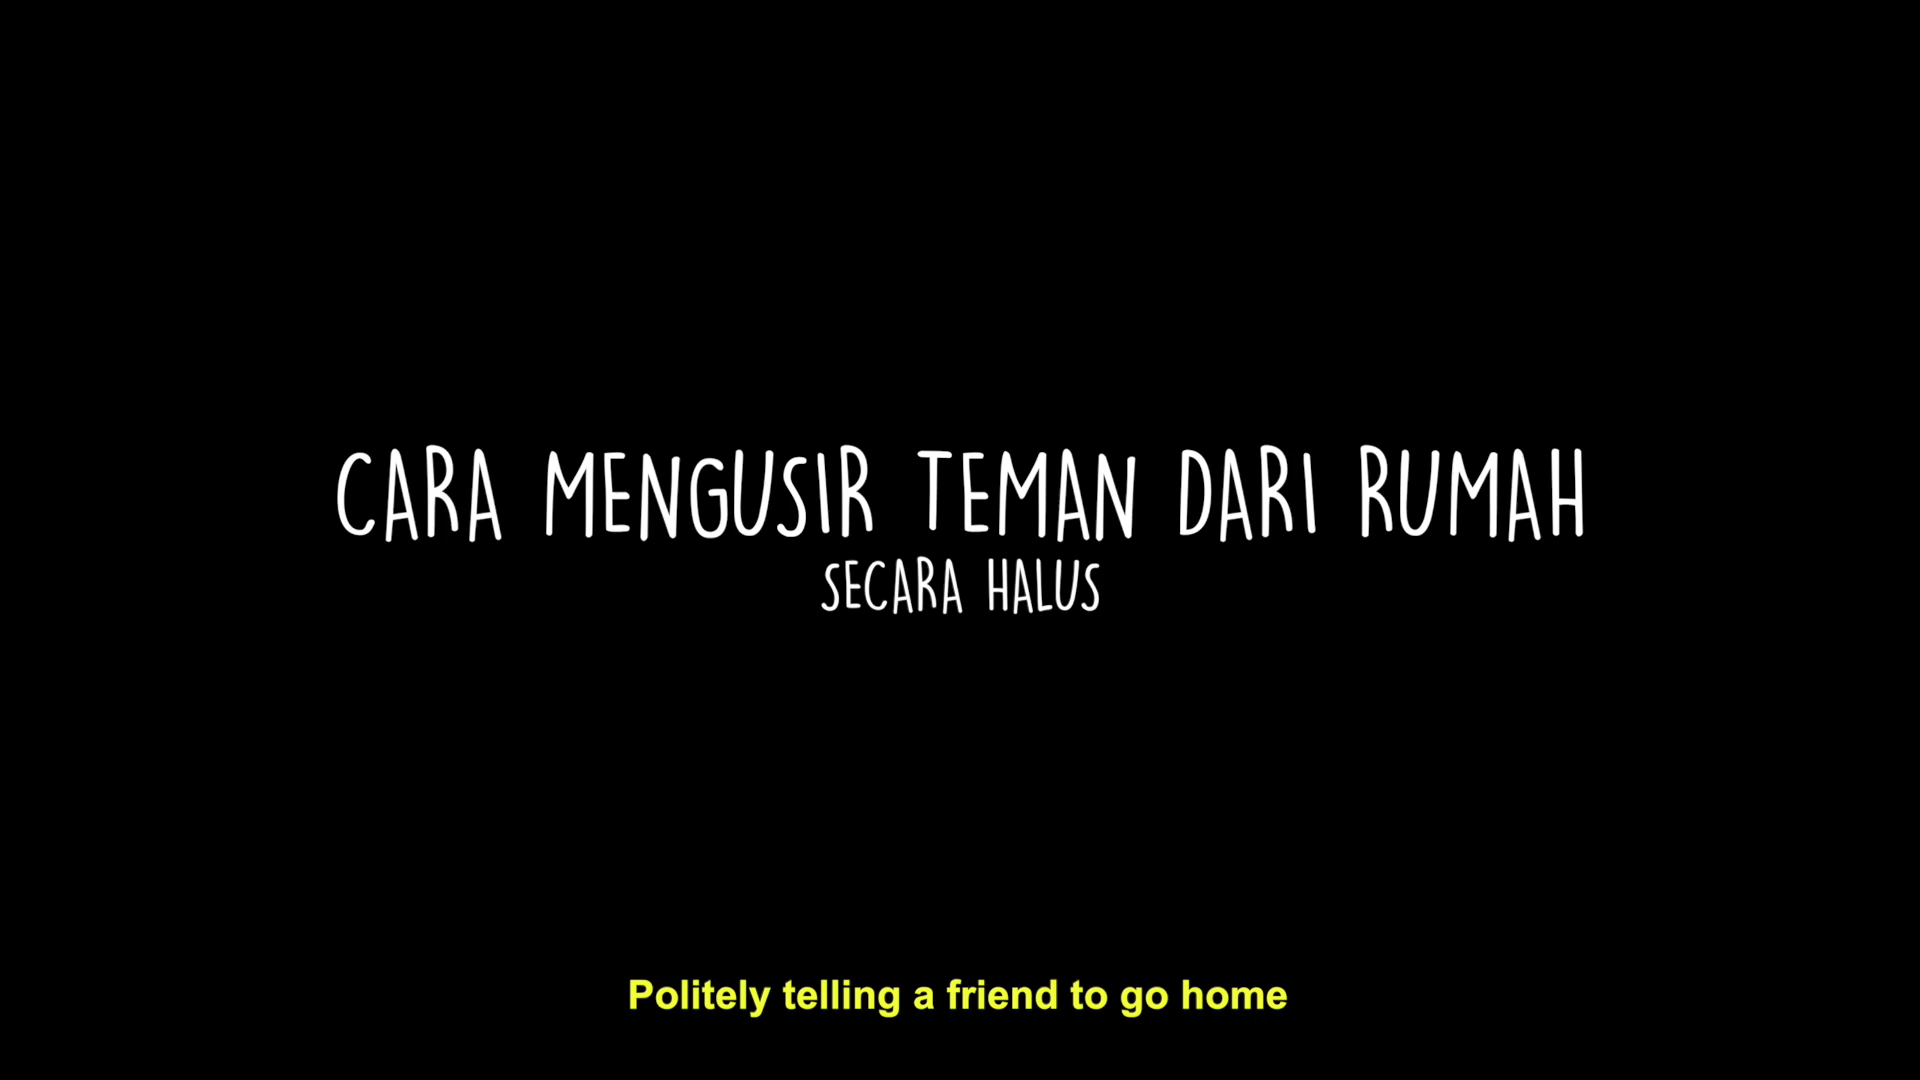 CARA MENGUSIR TEMAN DARI RUMAH
SECARA HALUS
Politely telling a friend to go home